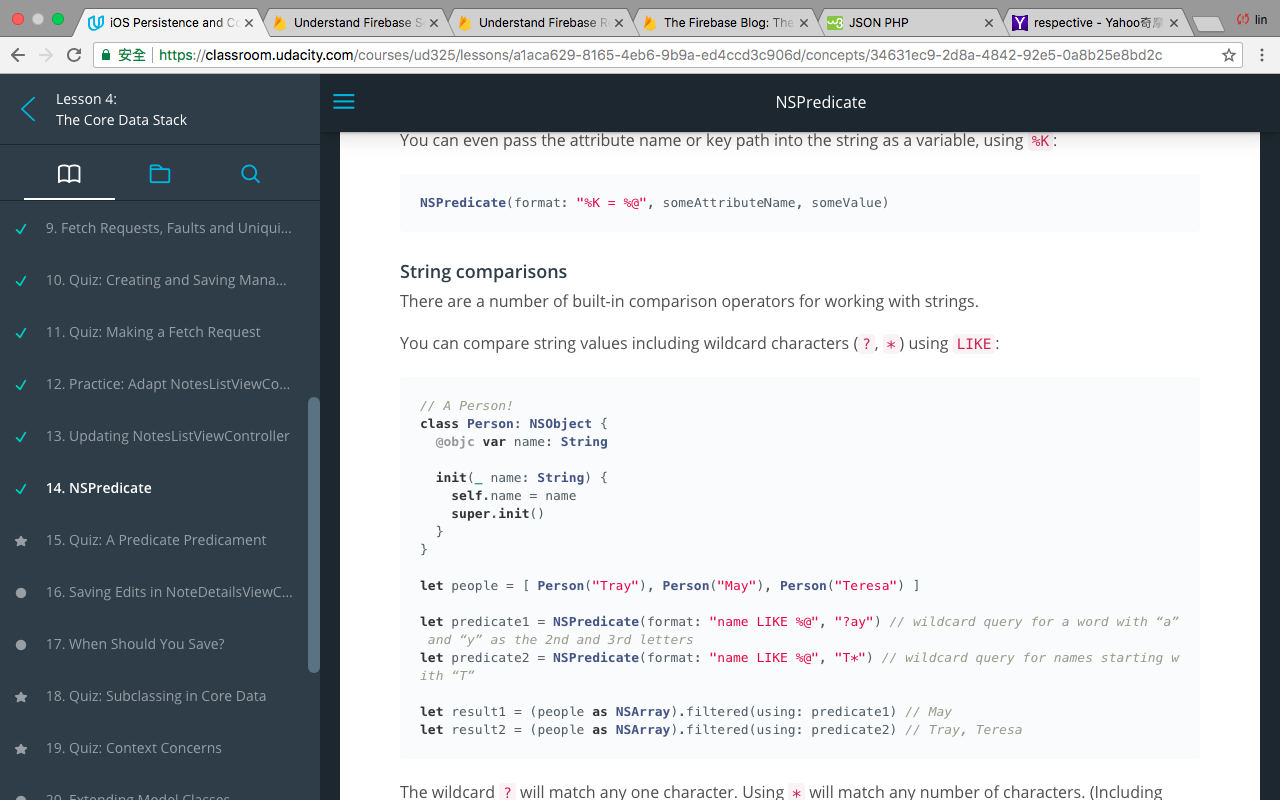 iOS Persistence and Co
Understand Firebase Se
Understand Firebase Ru
The Firebase Blog: The
JSON PHP
respective - Yahoo奇摩
lin
安全
https://classroom.udacity.com/courses/ud325/lessons/a1aca629-8165-4eb6-9b9a-ed4ccd3c906d/concepts/34631ec9-2d8a-4842-92e5-0a8b25e8bd2c
Lesson 4:
The Core Data Stack
9. Fetch Requests, Faults and Uniqui...
10. Quiz: Creating and Saving Mana...
11. Quiz: Making a Fetch Request
12. Practice: Adapt NotesListViewCo...
13. Updating NotesListViewController
14. NSPredicate
15. Quiz: A Predicate Predicament
16. Saving Edits in NoteDetailsViewC...
17. When Should You Save?
18. Quiz: Subclassing in Core Data
19. Quiz: Context Concerns
20. Extending Model Classes
NSPredicate
You can even pass the attribute name or key path into the string as a variable, using %K:
NSPredicate(format: "%K = %@", someAttributeName, someValue)
String comparisons
There are a number of built-in comparison operators for working with strings.
You can compare string values including wildcard characters ( ?, *) using LIKE:
// A Person!
class Person: NSObject {
@objc var name: String
init(_ name: String) {
self.name = name
super.init()
}
}
let people = [ Person("Tray"), Person("May"), Person("Teresa") ]
let predicate1 = NSPredicate(format: "name LIKE %@", "?ay") // wildcard query for a word with “a”
and “y” as the 2nd and 3rd letters
let predicate2 = NSPredicate(format: "name LIKE %@", "T*") // wildcard query for names starting w
ith “T”
let result1 = (people as NSArray).filtered(using: predicate1) // May
let result2 = (people as NSArray).filtered(using: predicate2) // Tray, Teresa
The wildcard ? will match any one character. Using * will match any number of characters. (Including